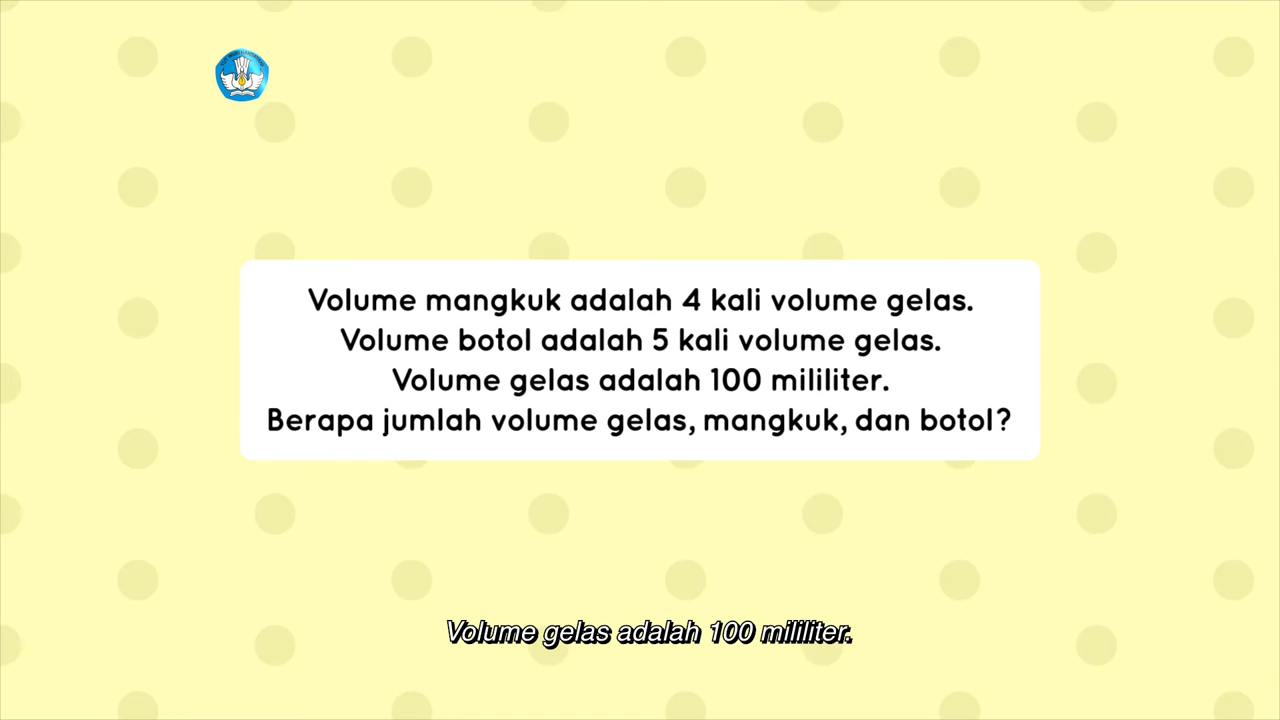 Volume mangkuk adalah 4 kali volume gelas.
Volume botol adalah 5 kali volume gelas.
Volume gelas adalah 100 mililiter.
Berapa jumlah volume gelas, mangkuk, dan botol?
Volume gelas adalah 100 mililiter.